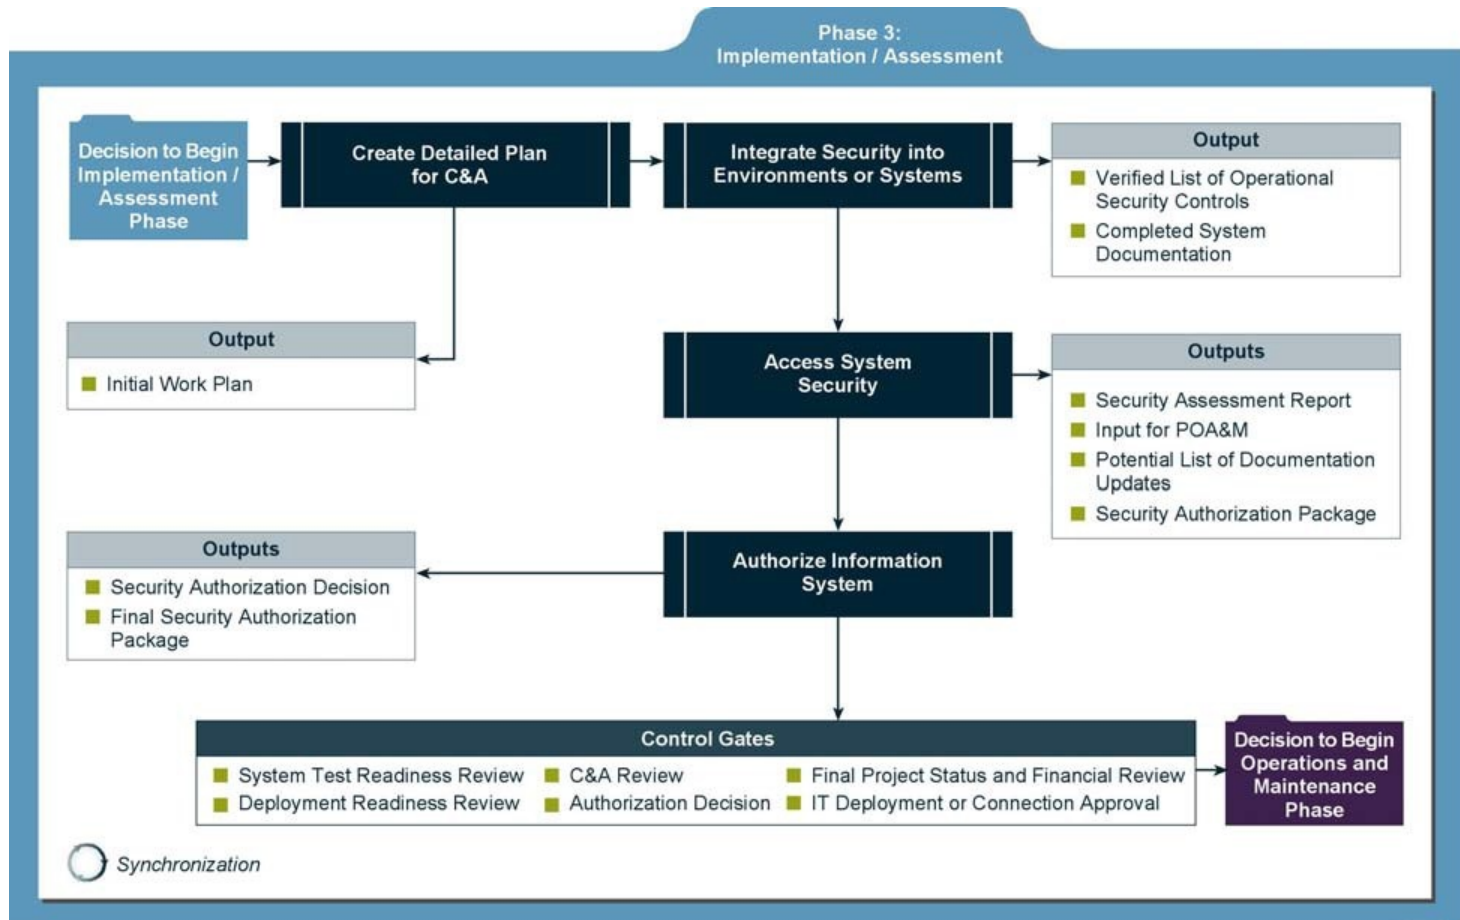 Phase 3:
Implementation / Assessment
Decision to Begin
Implementation /
Assessment
Phase
Create Detailed Plan
for C&A
Integrate Security into
Environments or Systems
Output
Verified List of Operational
Security Controls
Completed System
Documentation
Output
Initial Work Plan
Access System
Security
Outputs
Security Assessment Report
Input for POA&M
Potential List of Documentation
Updates
Security Authorization Package
Outputs
Security Authorization Decision
Final Security Authorization
Package
Authorize Information
System
Control Gates
System Test Readiness Review
Deployment Readiness Review
C&A Review
Authorization Decision
Final Project Status and Financial Review
IT Deployment or Connection Approval
Decision to Begin
Operations and
Maintenance
Phase
Synchronization